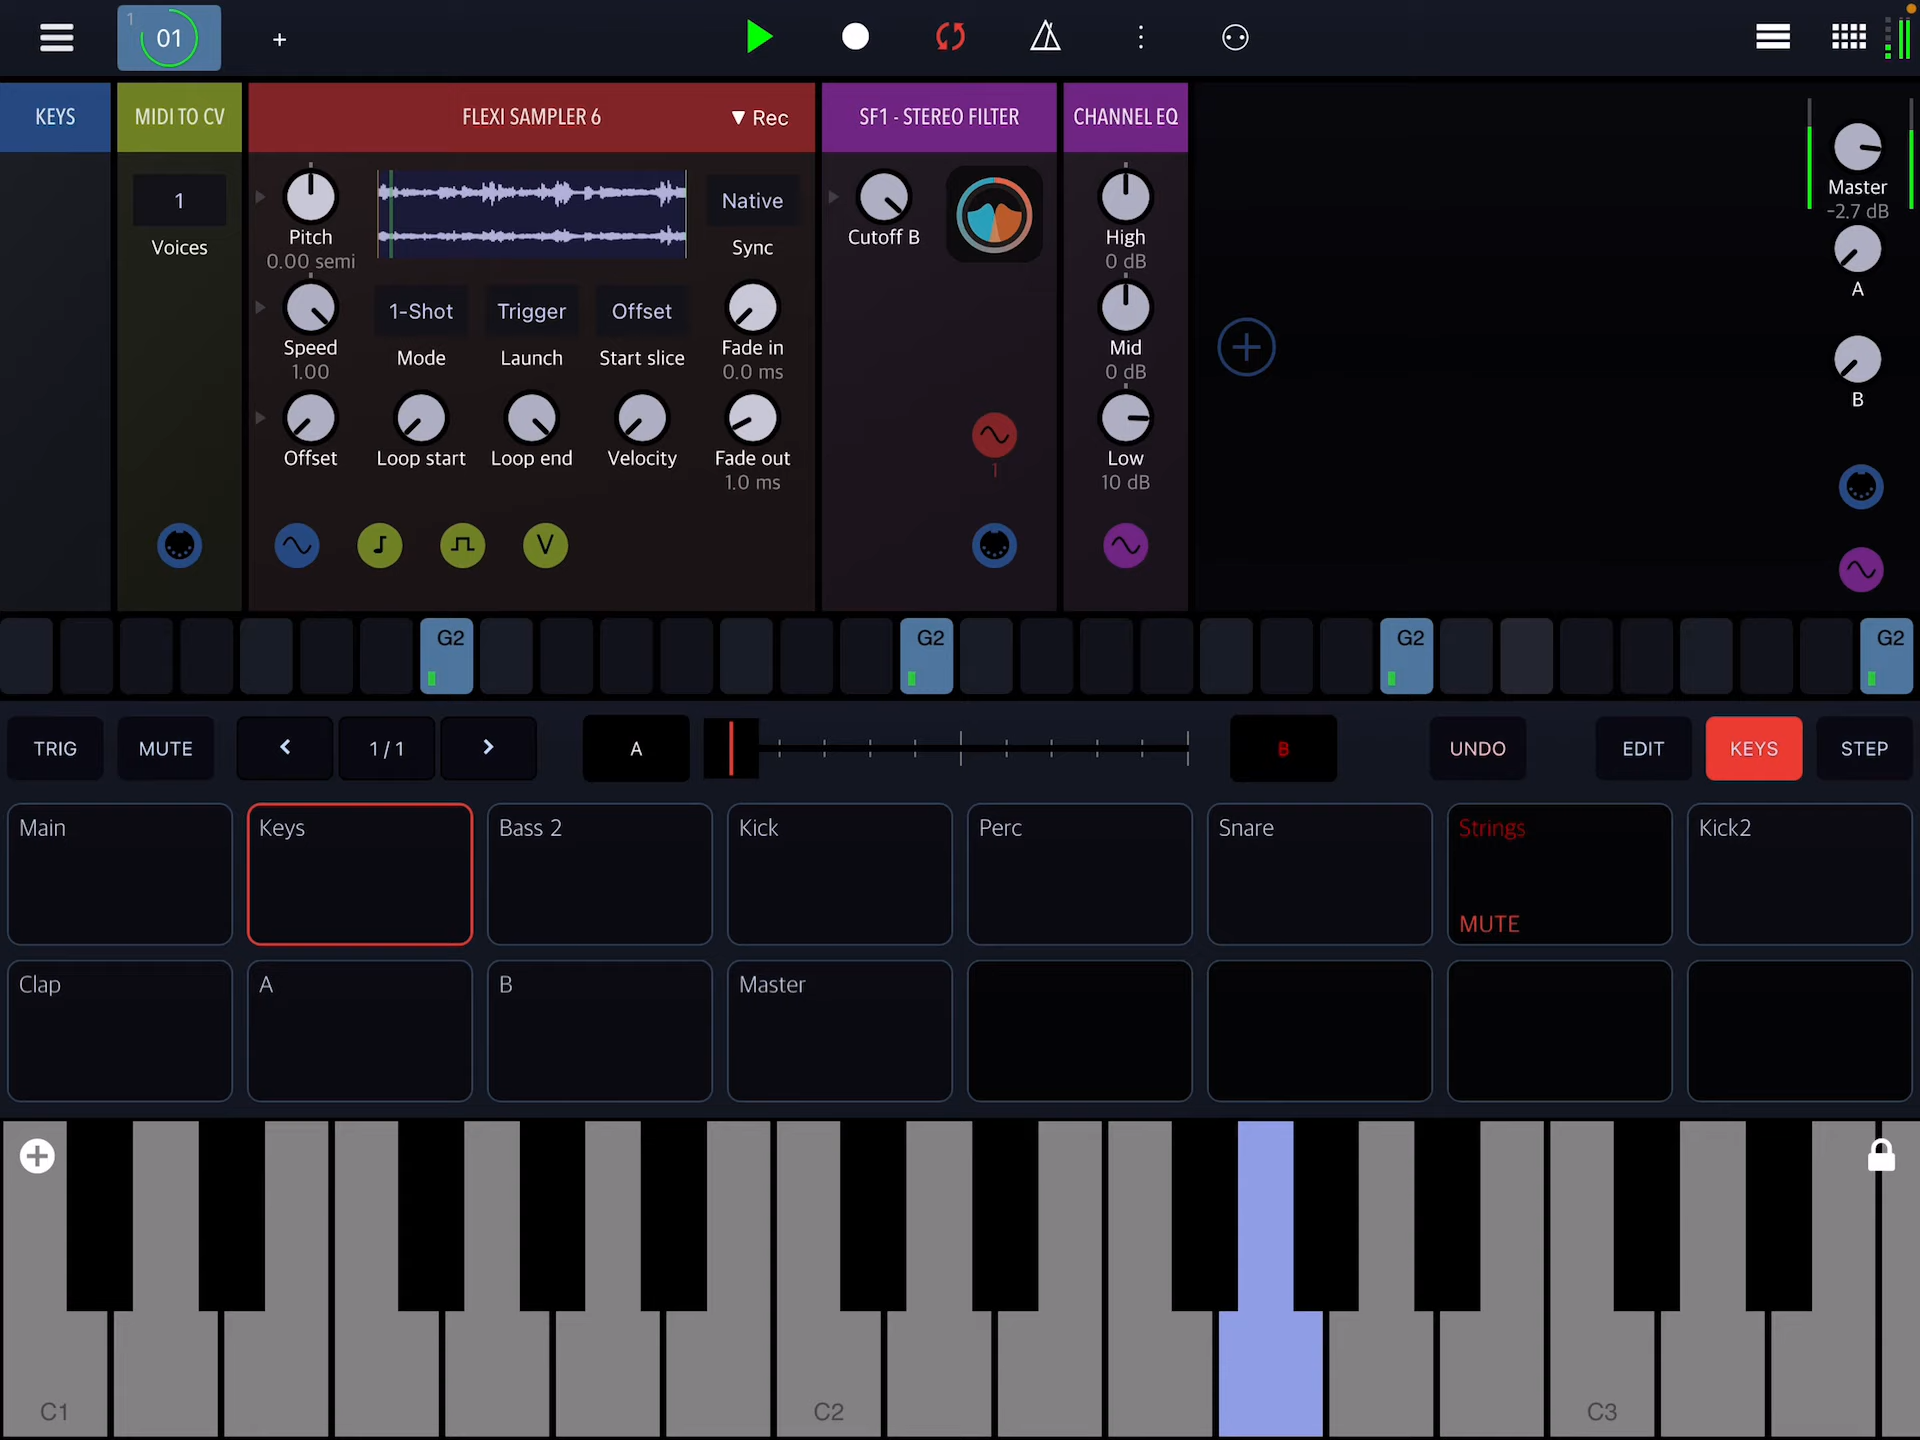 1
01
+
KEYS
MIDI TO CV
FLEXI SAMPLER 6
▼ Rec
SF1 - STEREO FILTER
CHANNEL EQ
1
Voices
Pitch
0.00 semi
Native
Sync
Cutoff B
High
0 dB
Master
-2.7 dB
Speed
1.00
1-Shot
Mode
Trigger
Launch
Offset
Start slice
Fade in
0.0 ms
Mid
0 dB
A
Offset
Loop start
Loop end
Velocity
Fade out
1.0 ms
1
Low
10 dB
B
V
G2
G2
G2
G2
TRIG
MUTE
<
1 / 1
>
A
B
UNDO
EDIT
KEYS
STEP
Main
Keys
Bass 2
Kick
Perc
Snare
Strings
MUTE
Kick2
Clap
A
B
Master
C1
C2
C3